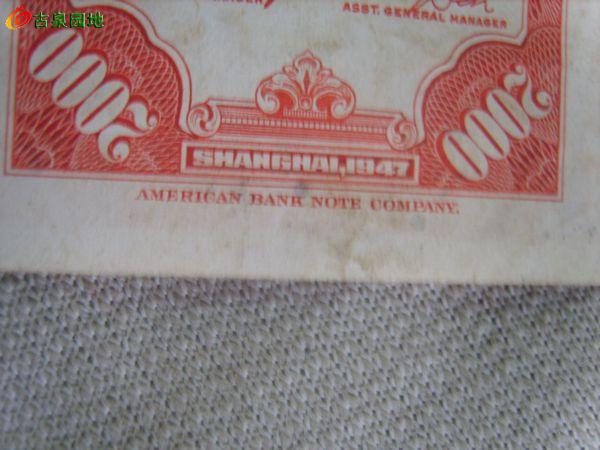 古泉园地
ASST. GENERAL MANAGER
2000
2000
SHANGHAI, 1947
AMERICAN BANK NOTE COMPANY.